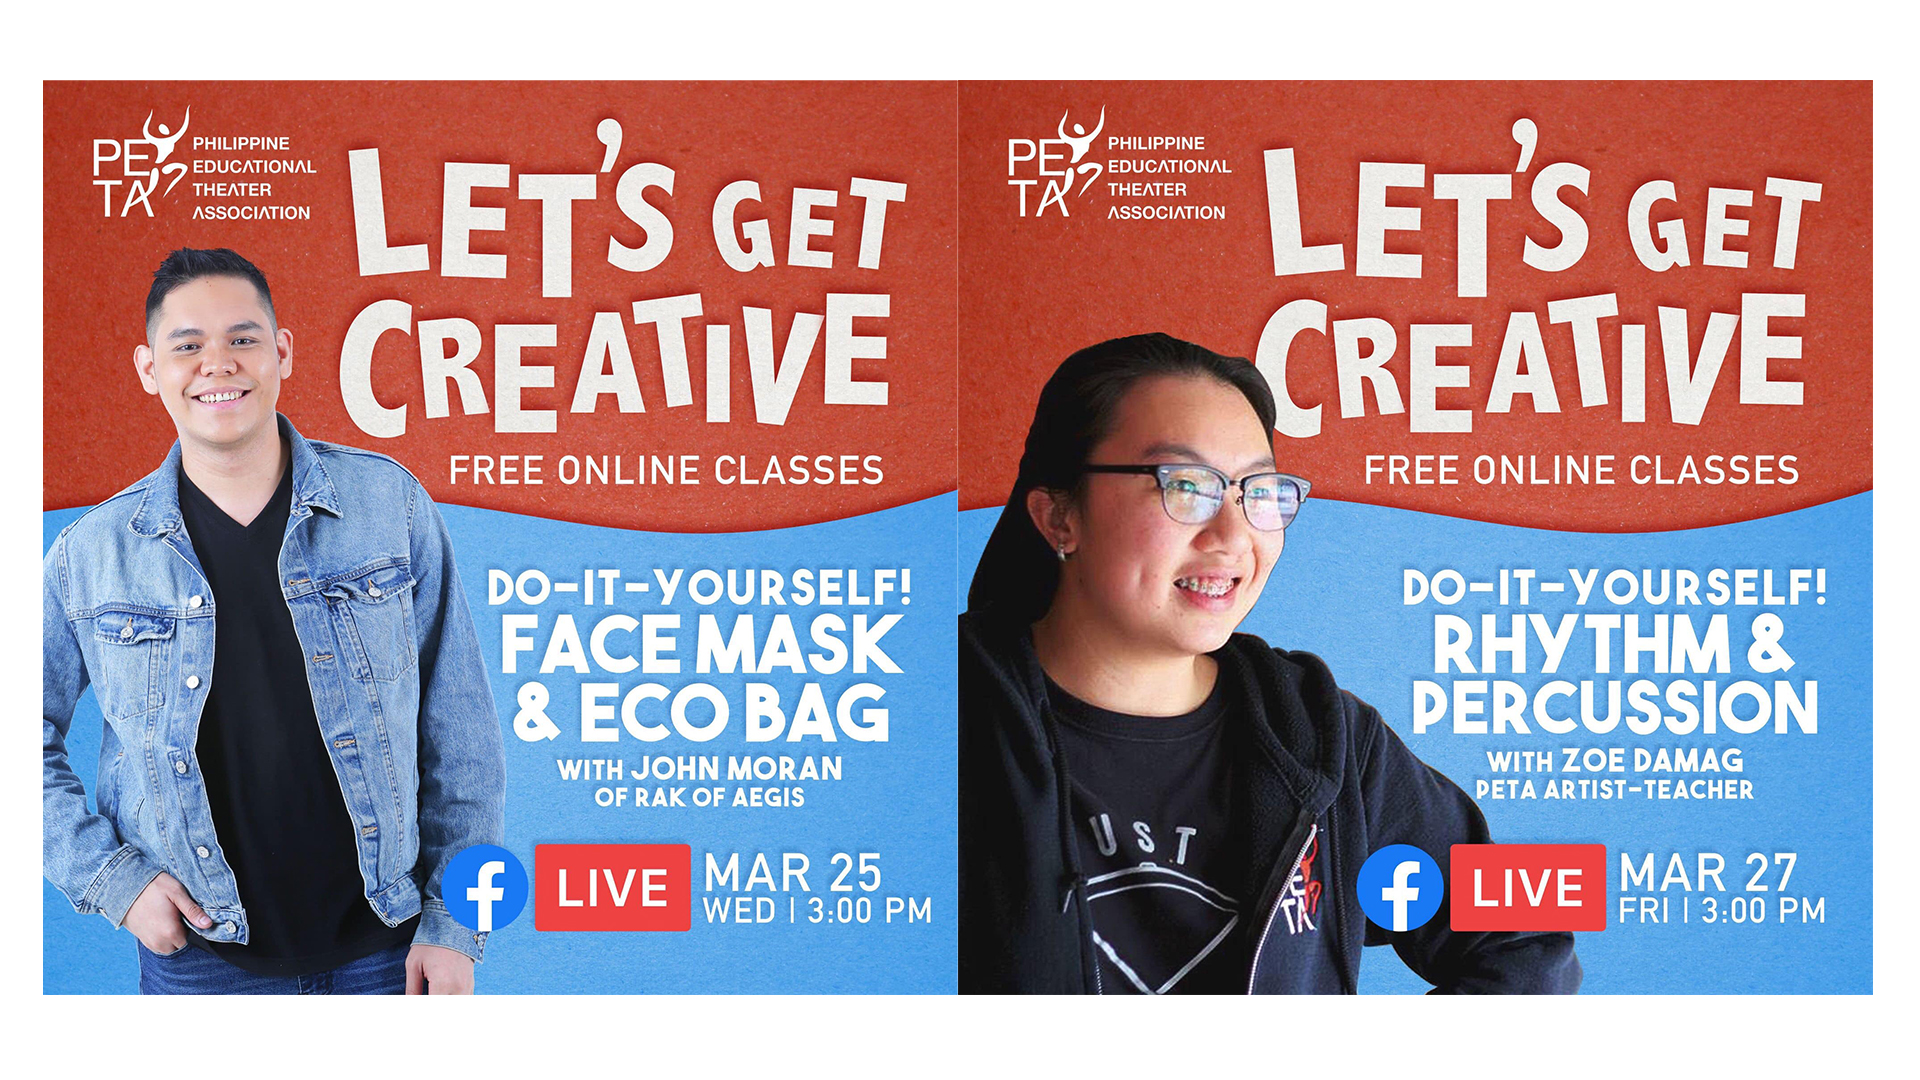 PE
TA
PHILIPPINE
EDUCATIONAL
THEATER
ASSOCIATION
LET'S GET
CREATIVE
FREE ONLINE CLASSES
DO-IT-YOURSELF!
FACE MASK
& ECO BAG
WITH JOHN MORAN
OF RAK OF AEGIS
f LIVE
MAR 25
WED | 3:00 PM
PE
TA
PHILIPPINE
EDUCATIONAL
THEATER
ASSOCIATION
LET'S GET
CREATIVE
FREE ONLINE CLASSES
DO-IT-YOURSELF!
RHYTHM &
PERCUSSION
WITH ZOE DAMAG
PETA ARTIST-TEACHER
UST
PE
TA
f LIVE
MAR 27
FRI | 3:00 PM